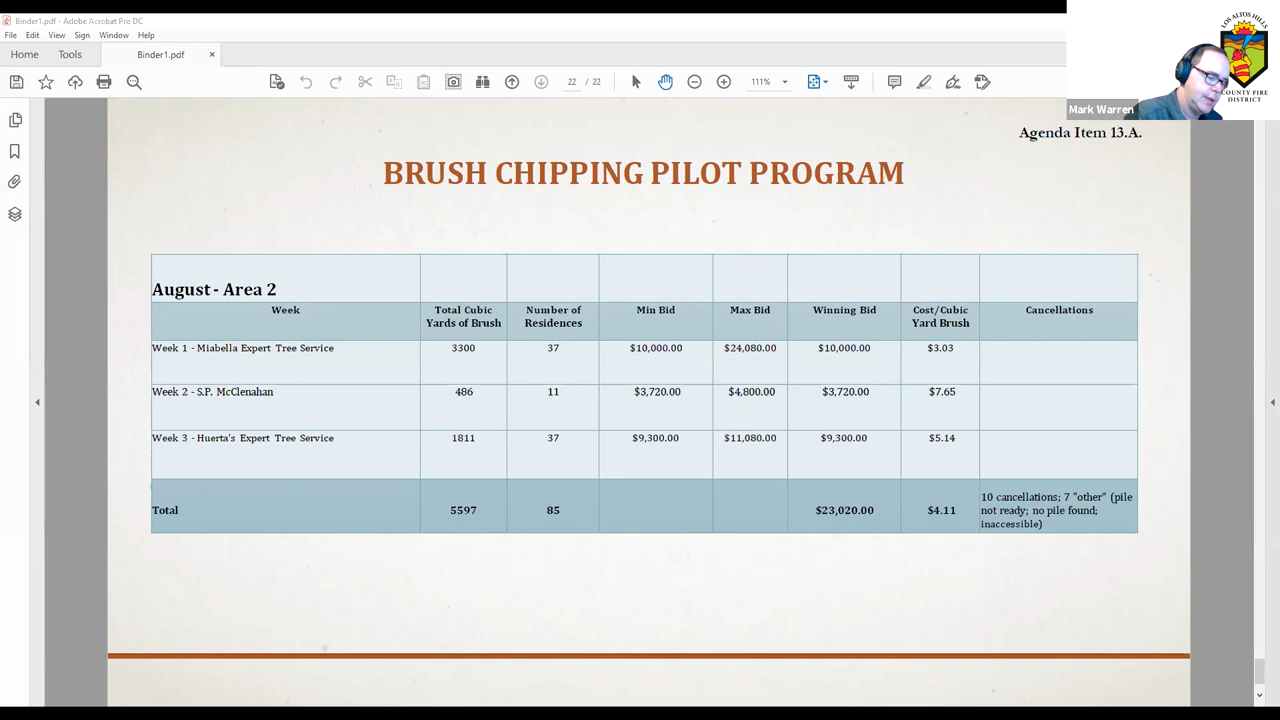 Binder1.pdf - Adobe Acrobat Pro DC
File Edit View Sign Window Help
Home Tools Binder1.pdf ×
22 / 22 111%
LOS ALTOS HILLS
COUNTY FIRE
DISTRICT
Mark Warren
Agenda Item 13.A.
BRUSH CHIPPING PILOT PROGRAM
August - Area 2
Week Total Cubic Yards of Brush Number of Residences Min Bid Max Bid Winning Bid Cost/Cubic Yard Brush Cancellations
Week 1 - Miabella Expert Tree Service 3300 37 $10,000.00 $24,080.00 $10,000.00 $3.03
Week 2 - S.P. McClenahan 486 11 $3,720.00 $4,800.00 $3,720.00 $7.65
Week 3 - Huerta's Expert Tree Service 1811 37 $9,300.00 $11,080.00 $9,300.00 $5.14
Total 5597 85 $23,020.00 $4.11 10 cancellations; 7 "other" (pile not ready; no pile found; inaccessible)